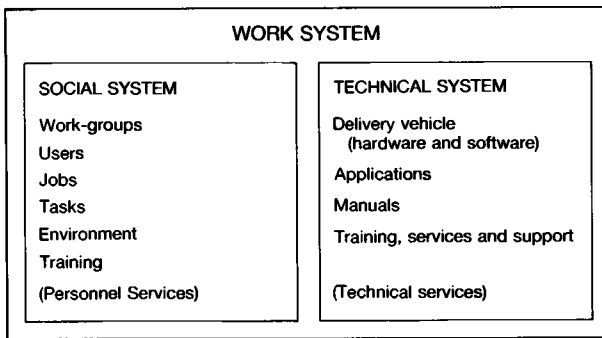 WORK SYSTEM
SOCIAL SYSTEM
Work-groups
Users
Jobs
Tasks
Environment
Training
(Personnel Services)
TECHNICAL SYSTEM
Delivery vehicle
(hardware and software)
Applications
Manuals
Training, services and support
(Technical services)